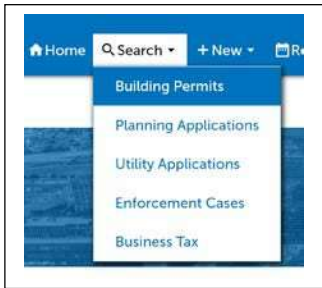 Home Search + New
Building Permits
Planning Applications
Utility Applications
Enforcement Cases
Business Tax